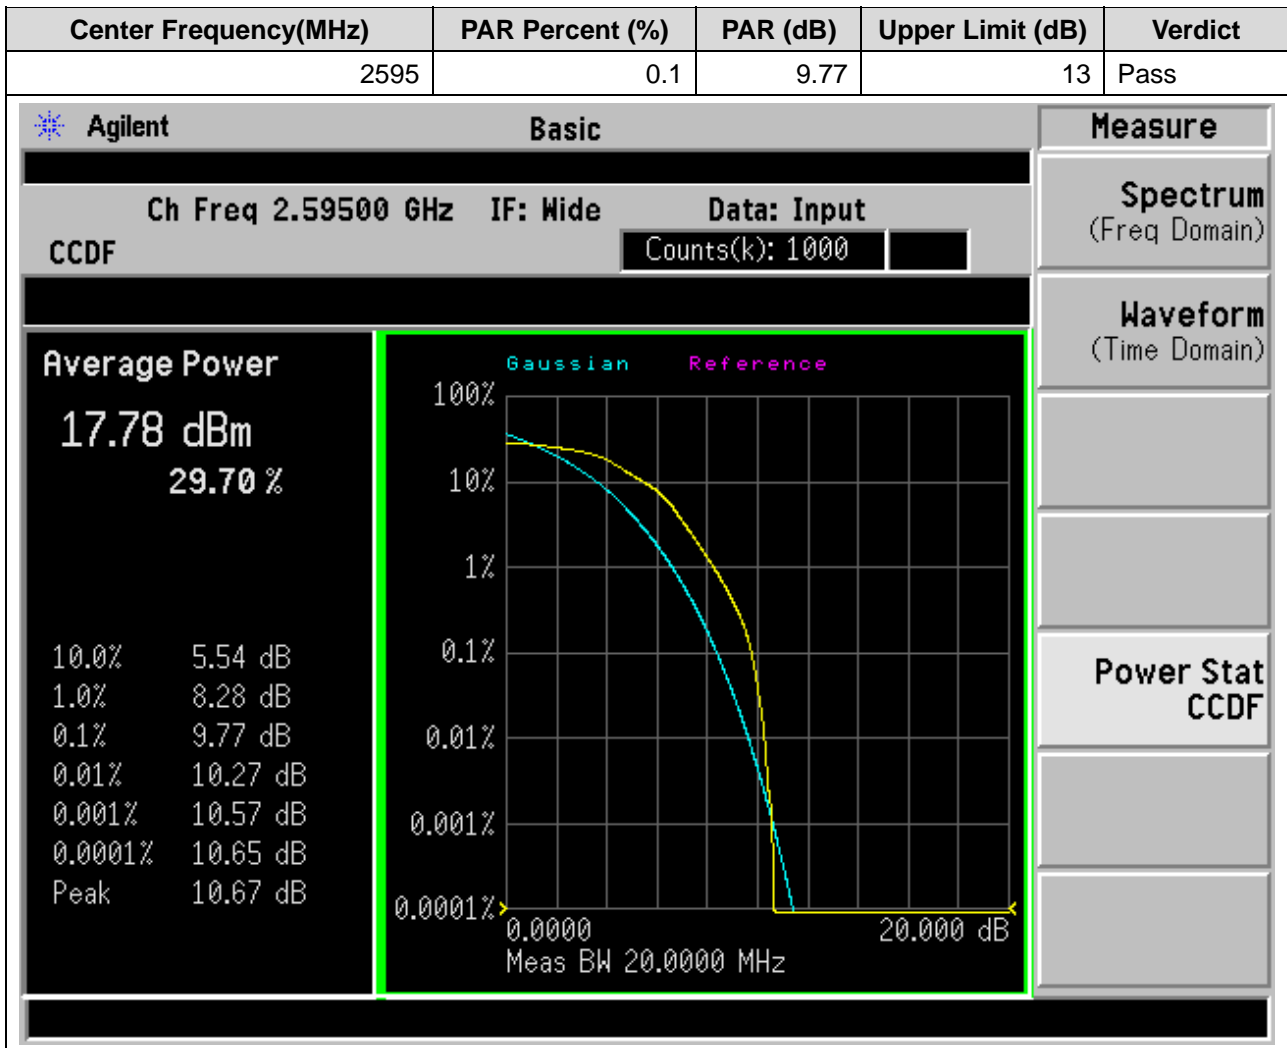 Center Frequency(MHz) PAR Percent (%) PAR (dB) Upper Limit (dB) Verdict
2595 0.1 9.77 13 Pass
Agilent Basic Measure
Ch Freq 2.59500 GHz IF: Wide Data: Input
CCDF Counts(k): 1000
Average Power
17.78 dBm
29.70 %
10.0% 5.54 dB
1.0% 8.28 dB
0.1% 9.77 dB
0.01% 10.27 dB
0.001% 10.57 dB
0.0001% 10.65 dB
Peak 10.67 dB
Gaussian Reference
100%
10%
1%
0.1%
0.01%
0.001%
0.0001%
0.0000 20.000 dB
Meas BW 20.0000 MHz
Spectrum
(Freq Domain)
Waveform
(Time Domain)
Power Stat
CCDF